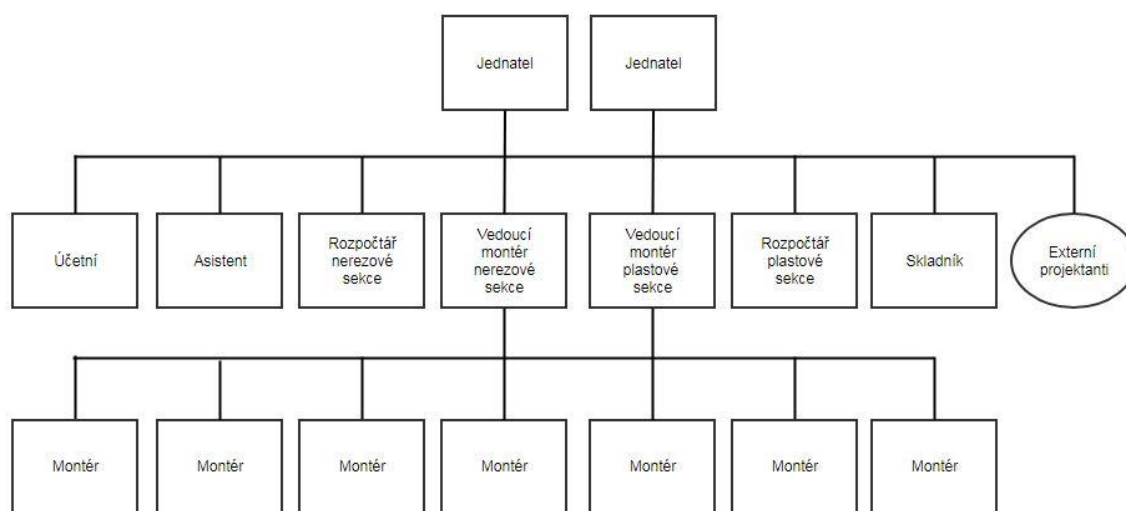 Jednatel
Jednatel
Účetní
Asistent
Rozpočtář
nerezové
sekce
Vedoucí
montér
nerezové
sekce
Vedoucí
montér
plastové
sekce
Rozpočtář
plastové
sekce
Skladník
Externí
projektanti
Montér
Montér
Montér
Montér
Montér
Montér
Montér